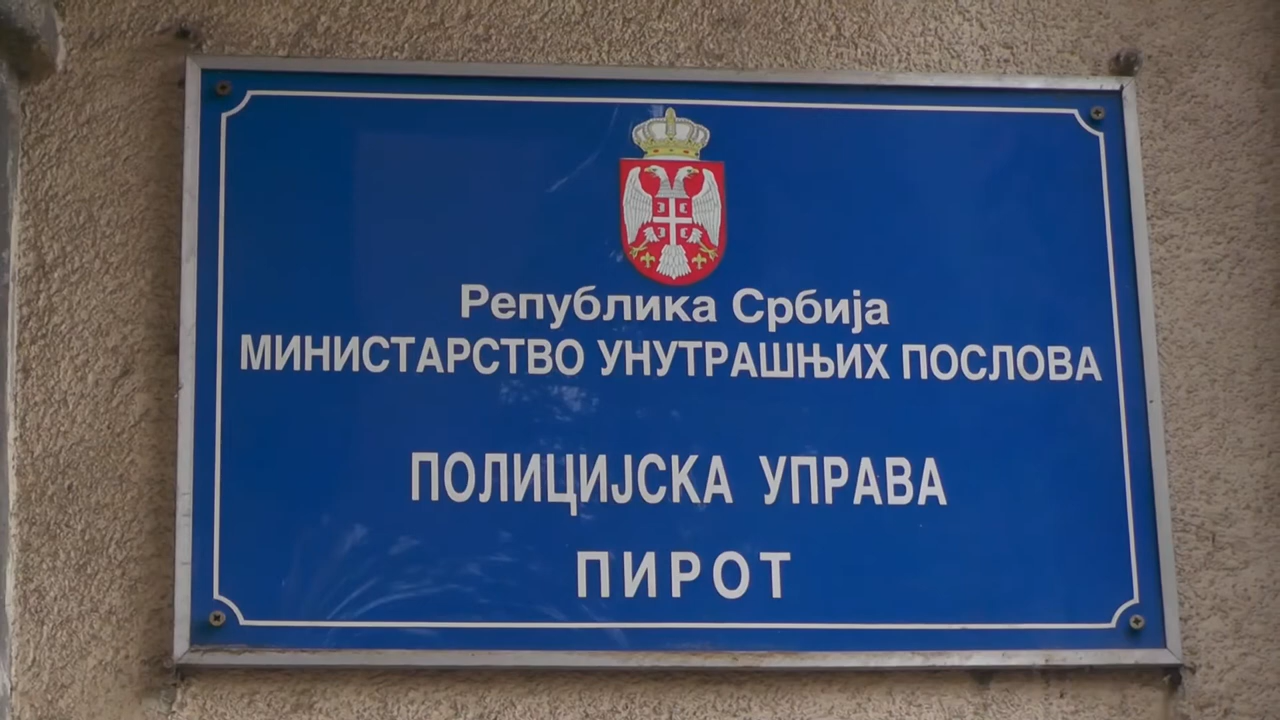 Република Србија
МИНИСТАРСТВО УНУТРАШЊИХ ПОСЛОВА
ПОЛИЦИЈСКА УПРАВА
ПИРОТ